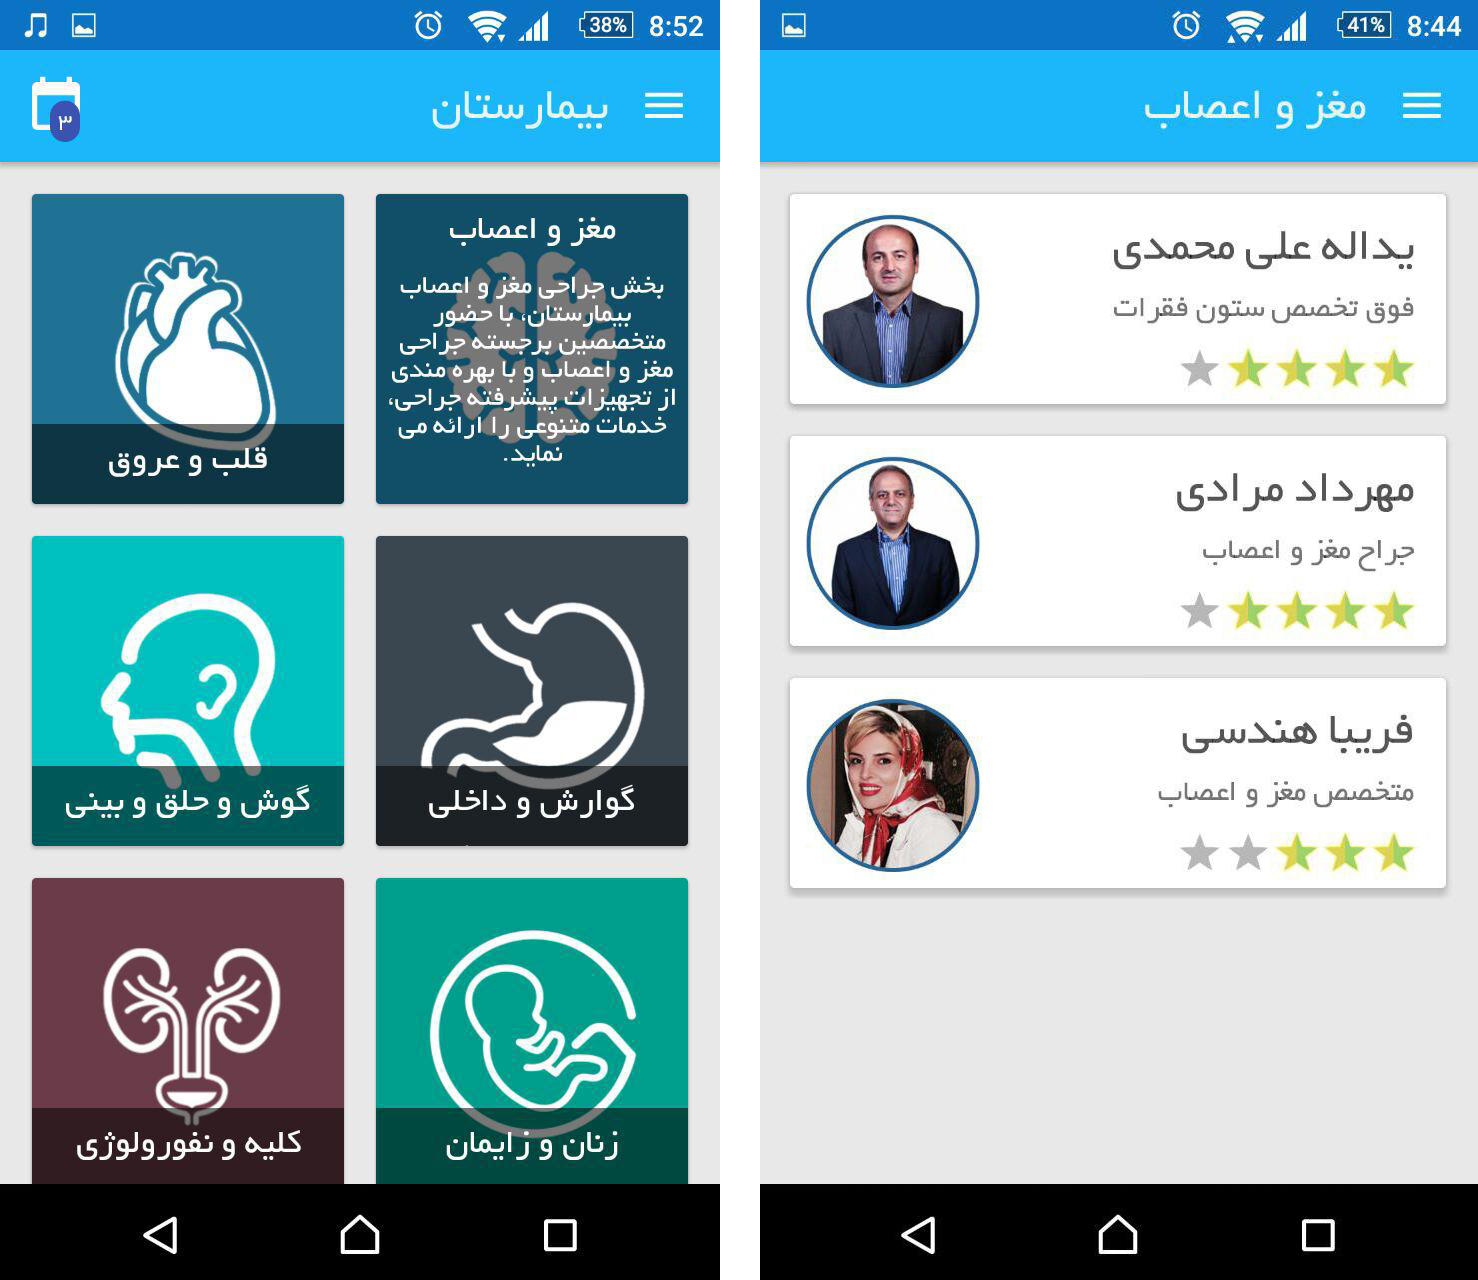 38% 8:52
بیمارستان
۳
مغز و اعصاب
بخش جراحی مغز و اعصاب
بیمارستان، با حضور
متخصصین برجسته جراحی
مغز و اعصاب و با بهره مندی
از تجهیزات پیشرفته جراحی،
خدمات متنوعی را ارائه می
نماید.
قلب و عروق
گوارش و داخلی
گوش و حلق و بینی
زنان و زایمان
کلیه و نفورولوژی
41% 8:44
مغز و اعصاب
یداله علی محمدی
فوق تخصص ستون فقرات
مهرداد مرادی
جراح مغز و اعصاب
فریبا هندسی
متخصص مغز و اعصاب